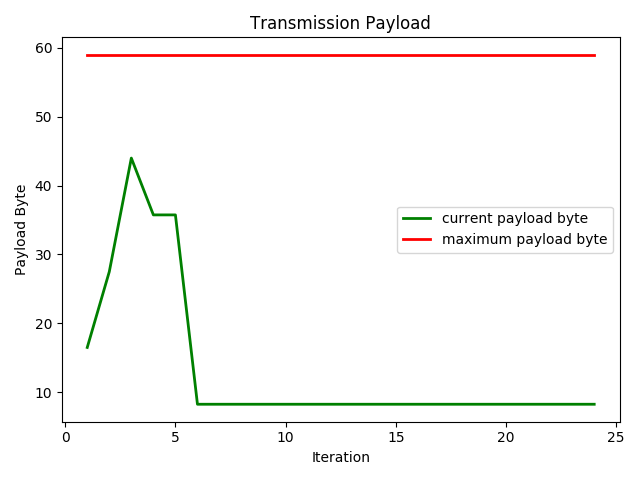 Transmission Payload
60
50
40
30
20
10
Payload Byte
current payload byte
maximum payload byte
0
5
10
15
20
25
Iteration